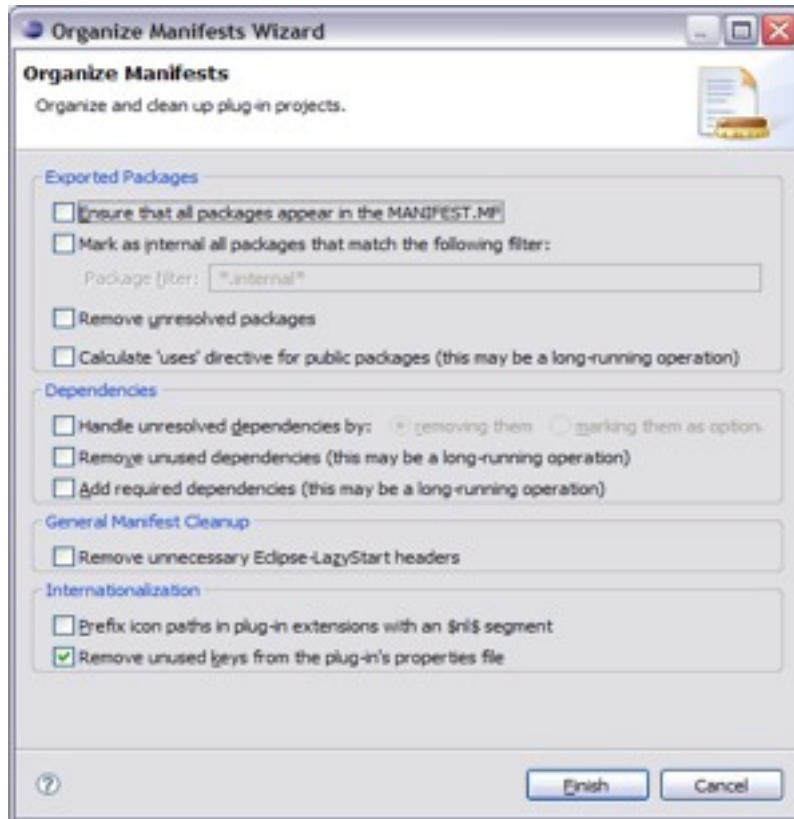 Organize Manifests Wizard
Organize Manifests
Organize and clean up plug-in projects.
Exported Packages
Ensure that all packages appear in the MANIFEST.MF
Mark as internal all packages that match the following filter:
Package filter: *.internal*
Remove unresolved packages
Calculate 'uses' directive for public packages (this may be a long-running operation)
Dependencies
Handle unresolved dependencies by: removing them marking them as option
Remove unused dependencies (this may be a long-running operation)
Add required dependencies (this may be a long-running operation)
General Manifest Cleanup
Remove unnecessary Eclipse-LazyStart headers
Internationalization
Prefix icon paths in plug-in extensions with an $nl$ segment
Remove unused keys from the plug-in's properties file
?
Finish Cancel